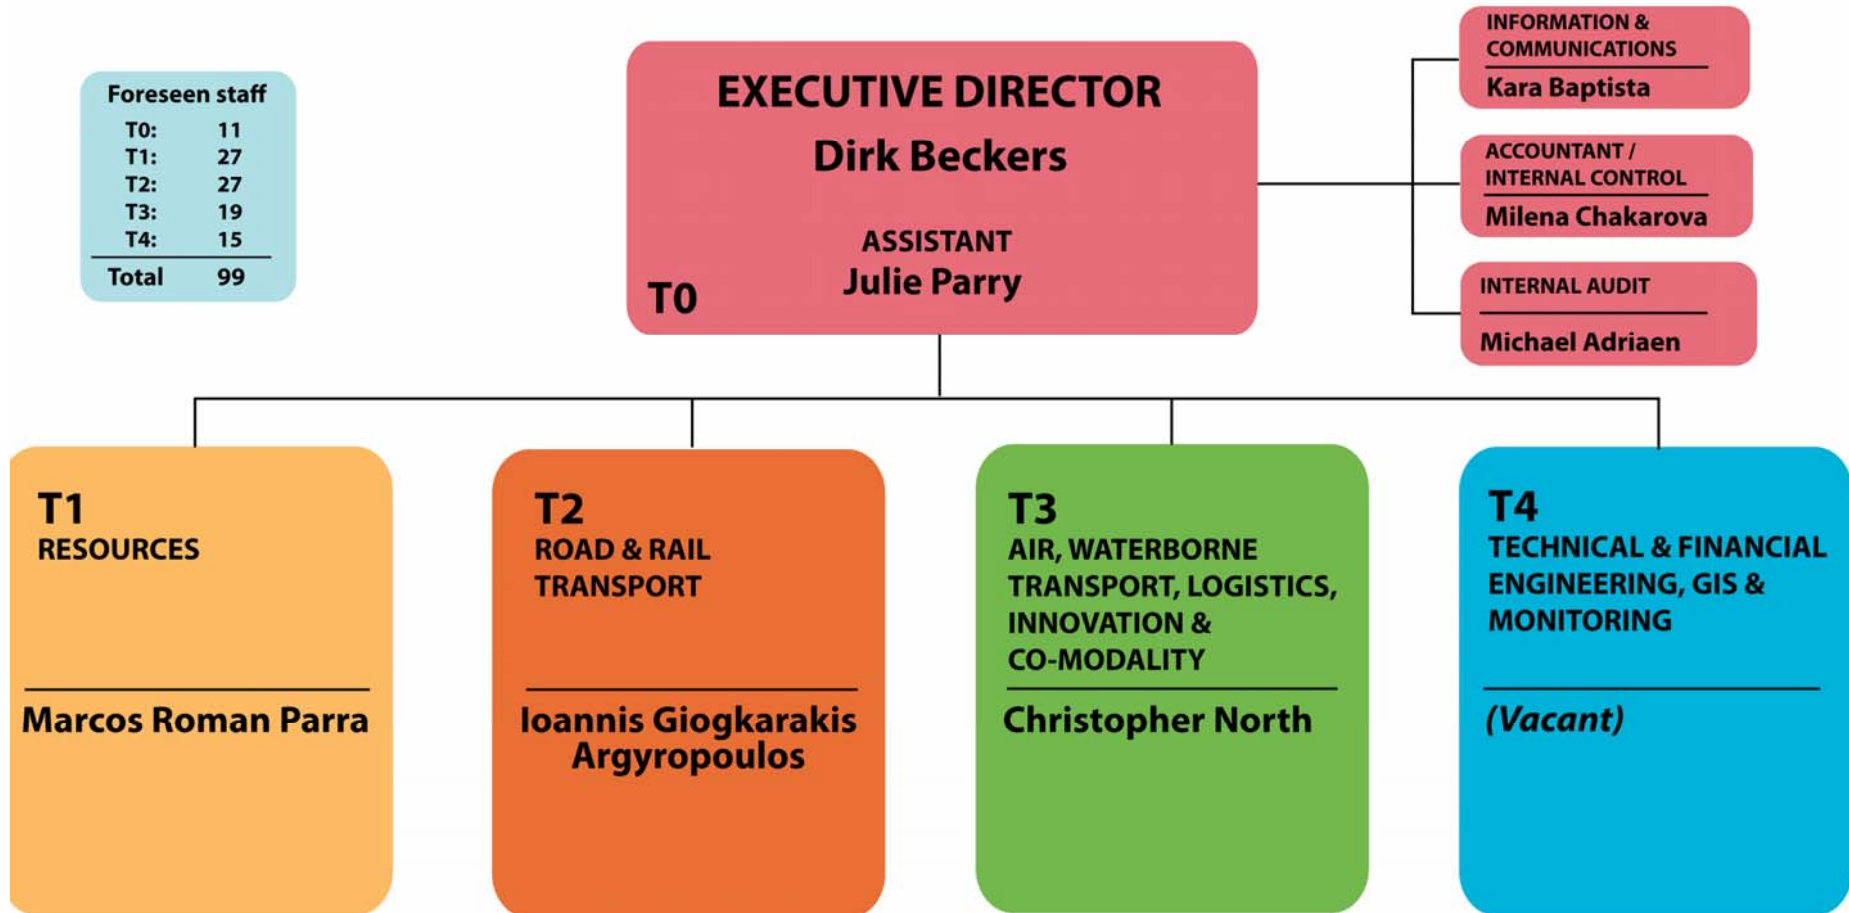 Foreseen staff
T0: 11
T1: 27
T2: 27
T3: 19
T4: 15
Total 99
EXECUTIVE DIRECTOR
Dirk Beckers
ASSISTANT
Julie Parry
T0
INFORMATION &
COMMUNICATIONS
Kara Baptista
ACCOUNTANT /
INTERNAL CONTROL
Milena Chakarova
INTERNAL AUDIT
Michael Adriaen
T1
RESOURCES
Marcos Roman Parra
T2
ROAD & RAIL
TRANSPORT
Ioannis Giogkarakis
Argyropoulos
T3
AIR, WATERBORNE
TRANSPORT, LOGISTICS,
INNOVATION &
CO-MODALITY
Christopher North
T4
TECHNICAL & FINANCIAL
ENGINEERING, GIS &
MONITORING
(Vacant)